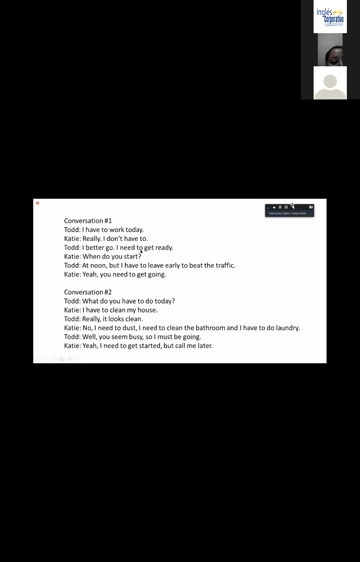 Inglés
Corporativo
Conversation #1
Todd: I have to work today.
Katie: Really. I don't have to.
Todd: I better go. I need to get ready.
Katie: When do you start?
Todd: At noon, but I have to leave early to beat the traffic.
Katie: Yeah, you need to get going.
Conversation #2
Todd: What do you have to do today?
Katie: I have to clean my house.
Todd: Really, it looks clean.
Katie: No, I need to dust, I need to clean the bathroom and I have to do laundry.
Todd: Well, you seem busy, so I must be going.
Katie: Yeah, I need to get started, but call me later.